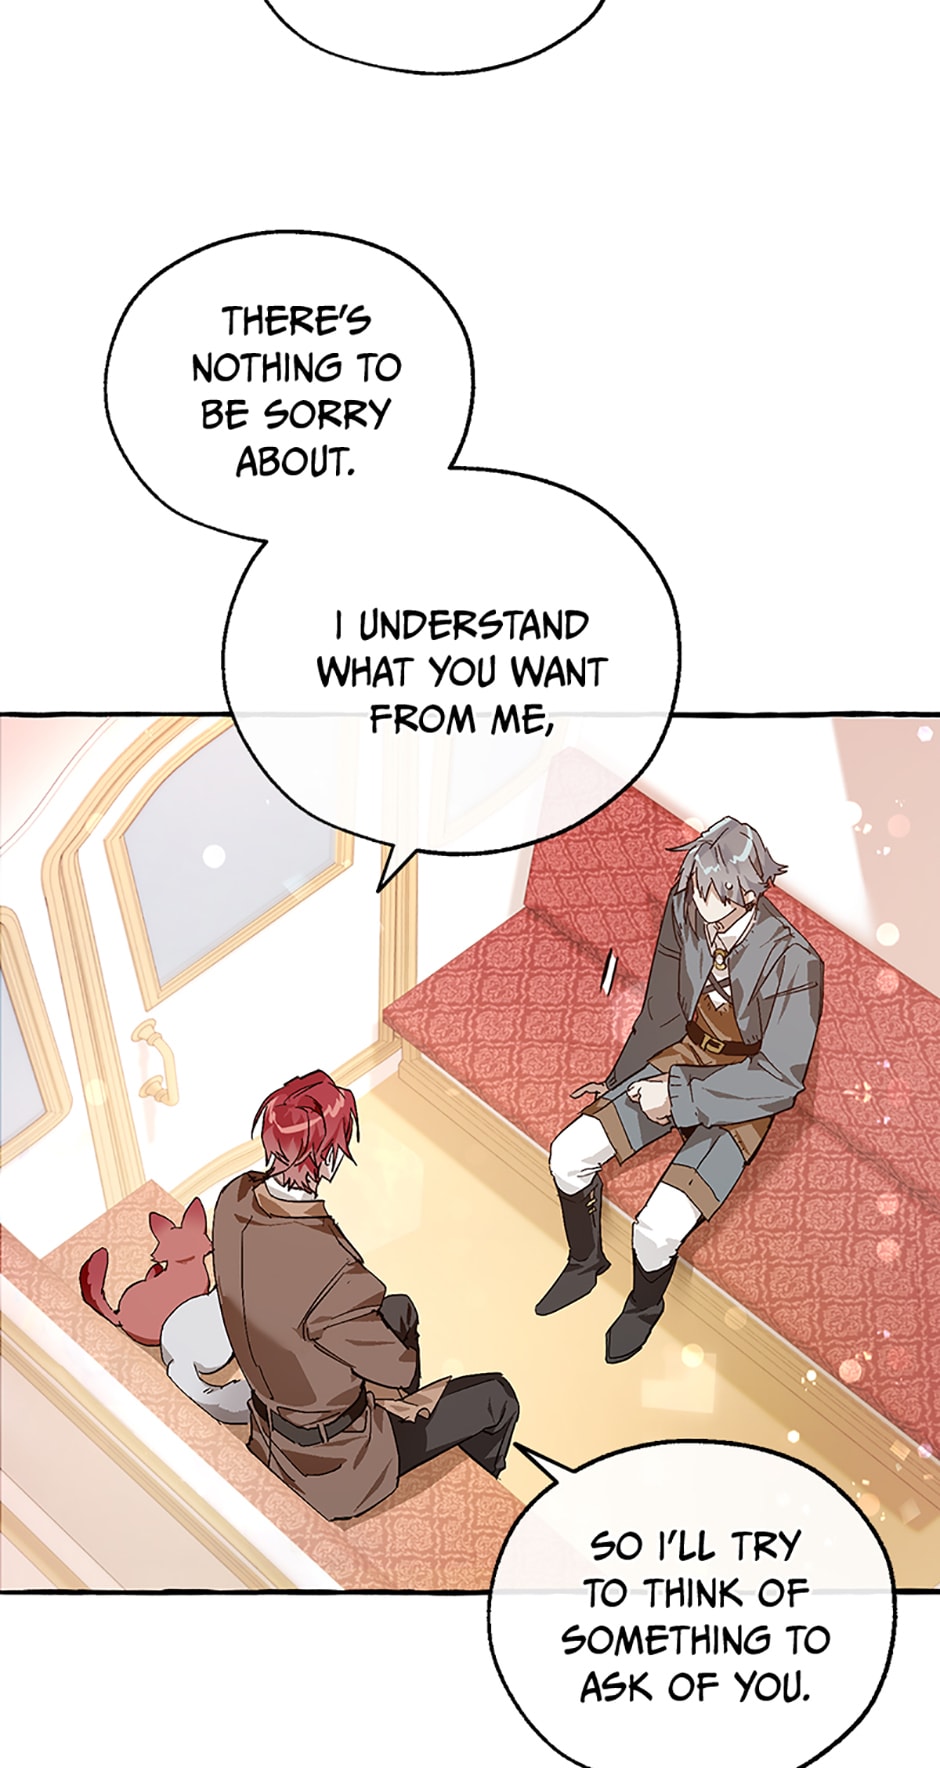 THERE'S
NOTHING TO
BE SORRY
ABOUT.
I UNDERSTAND
WHAT YOU WANT
FROM ME,
SO I'LL TRY
TO THINK OF
SOMETHING TO
ASK OF YOU.